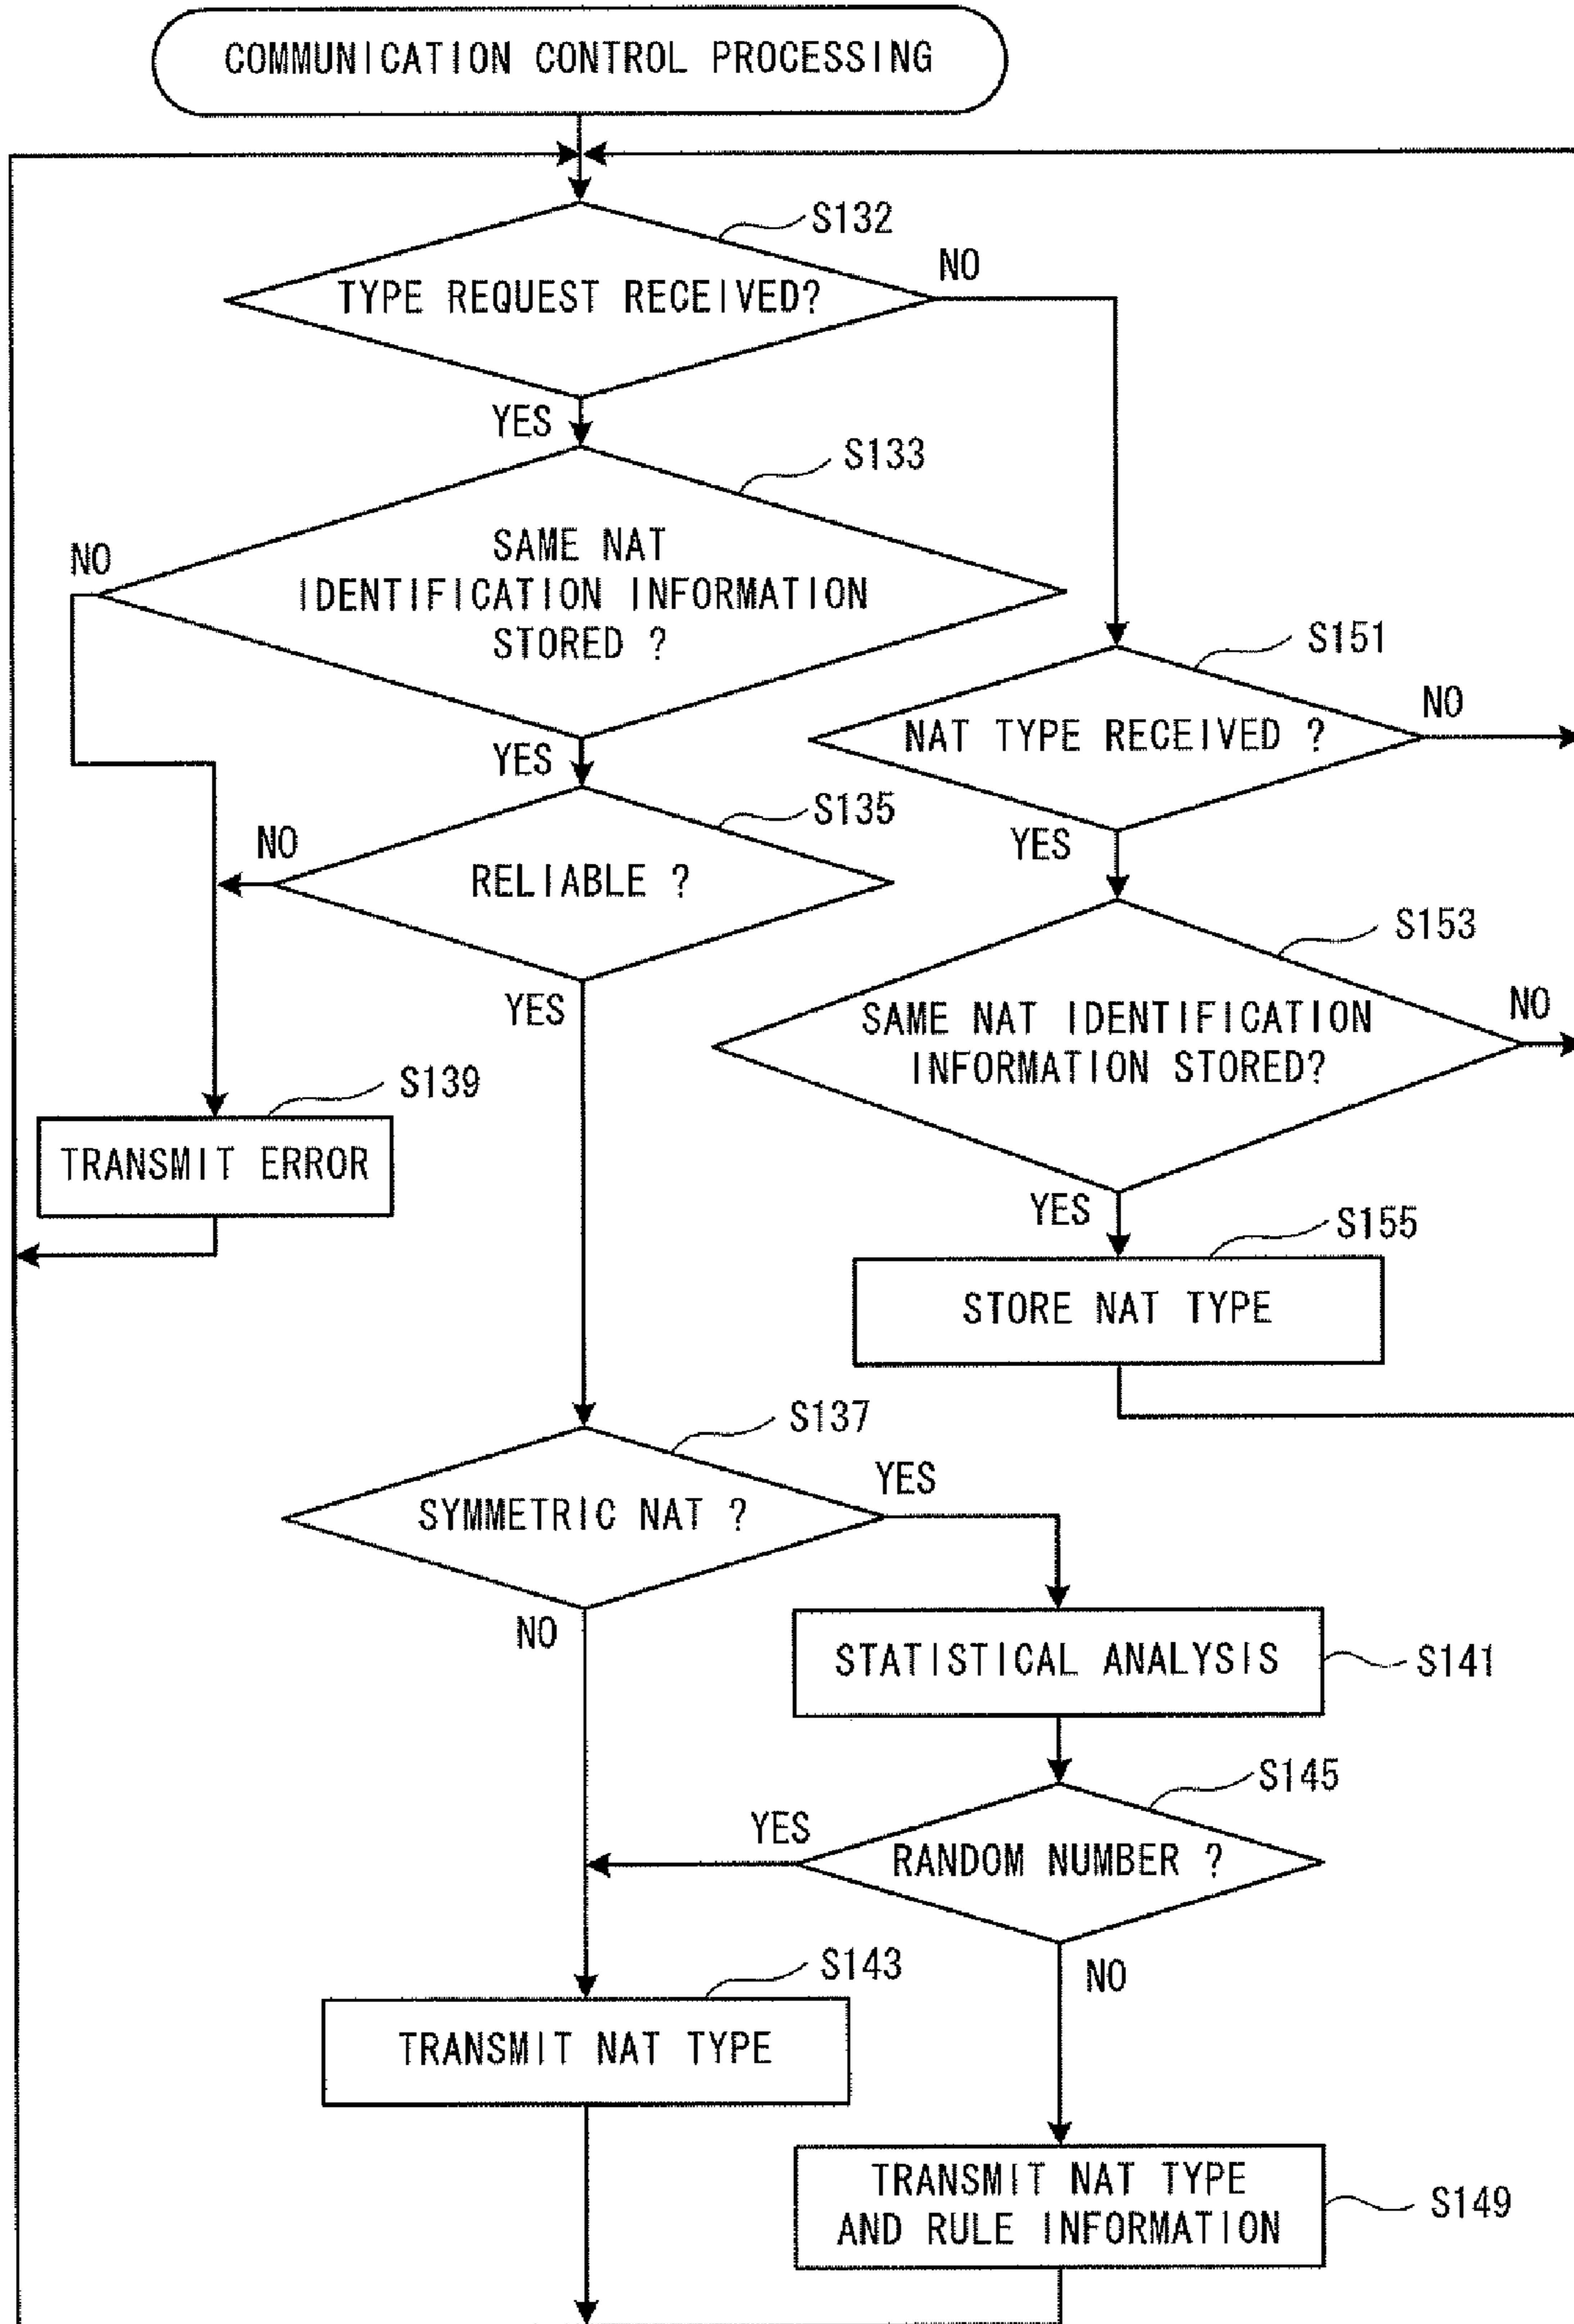 COMMUNICATION CONTROL PROCESSING
S132
TYPE REQUEST RECEIVED?
NO
YES
S133
SAME NAT
IDENTIFICATION INFORMATION
STORED ?
NO
YES
S151
NAT TYPE RECEIVED ?
NO
YES
S135
RELIABLE ?
NO
YES
S153
SAME NAT IDENTIFICATION
INFORMATION STORED?
NO
YES
S139
TRANSMIT ERROR
S155
STORE NAT TYPE
S137
SYMMETRIC NAT ?
YES
NO
STATISTICAL ANALYSIS
S141
S145
RANDOM NUMBER ?
YES
NO
S143
TRANSMIT NAT TYPE
TRANSMIT NAT TYPE
AND RULE INFORMATION
S149